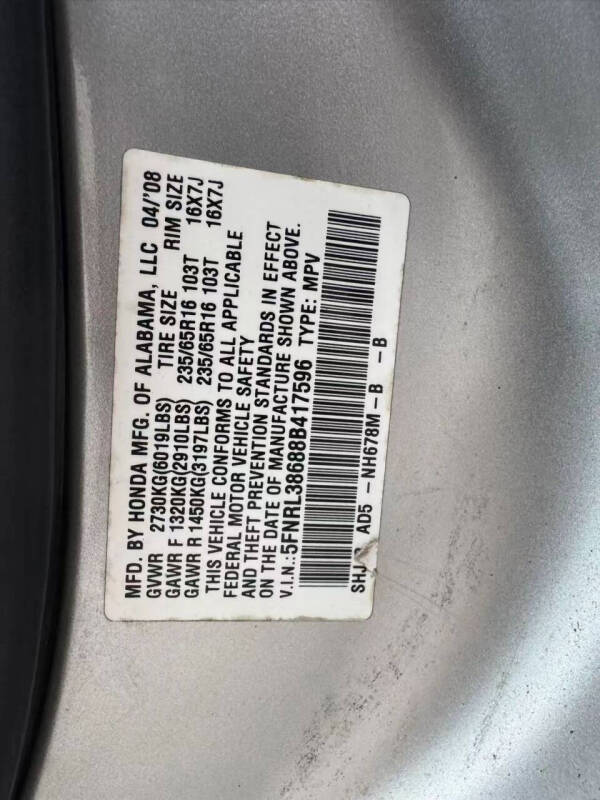 MFD. BY HONDA MFG. OF ALABAMA, LLC 04/'08
GVWR 2730KG(6019LBS) TIRE SIZE RIM SIZE
GAWR F 1320KG(2910LBS) 235/65R16 103T 16X7J
GAWR R 1450KG(3197LBS) 235/65R16 103T 16X7J
THIS VEHICLE CONFORMS TO ALL APPLICABLE
FEDERAL MOTOR VEHICLE SAFETY
AND THEFT PREVENTION STANDARDS IN EFFECT
ON THE DATE OF MANUFACTURE SHOWN ABOVE.
V.I.N.:5FNRL38688B417596 TYPE: MPV
SHJ AD5 -NH678M-B -B